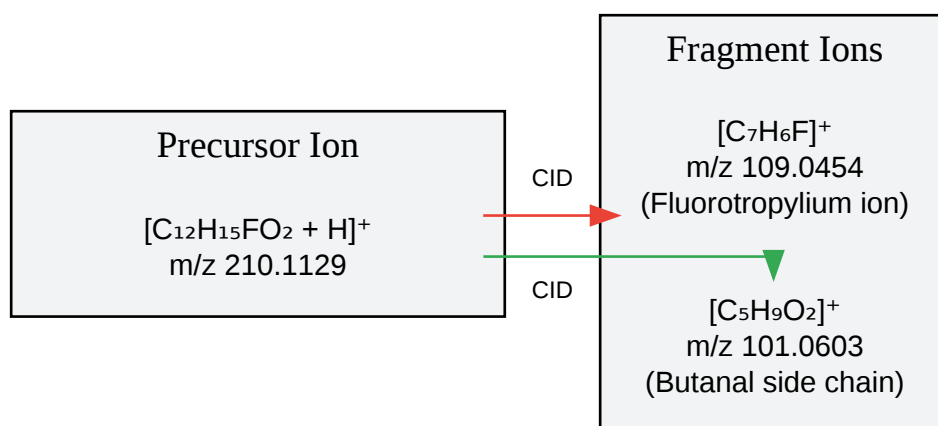 Precursor Ion
[C₁₂H₁₅FO₂ + H]⁺
m/z 210.1129
CID
CID
Fragment Ions
[C₇H₆F]⁺
m/z 109.0454
(Fluorotropylium ion)
[C₅H₉O₂]⁺
m/z 101.0603
(Butanal side chain)